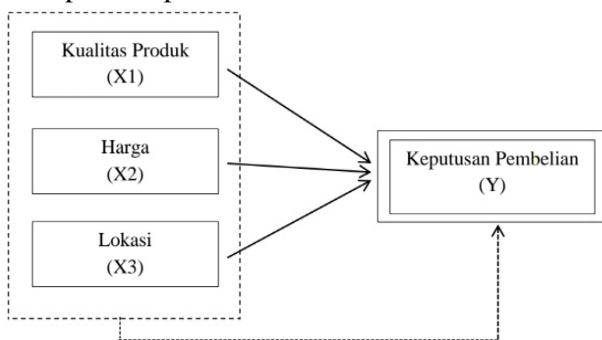 Kualitas Produk
(X1)
Harga
(X2)
Lokasi
(X3)
Keputusan Pembelian
(Y)